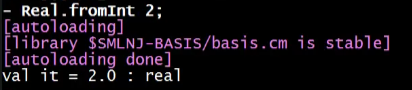 - Real.fromInt 2;
[autoloading]
[library $SMLNJ-BASIS/basis.cm is stable]
[autoloading done]
val it = 2.0 : real